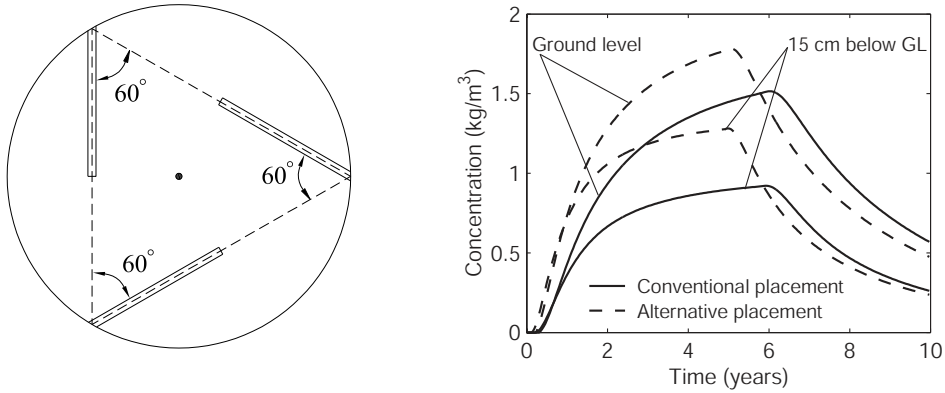 60°
60°
60°
2
1.5
1
0.5
0
0 2 4 6 8 10
Concentration (kg/m³)
Time (years)
Ground level
15 cm below GL
Conventional placement
Alternative placement